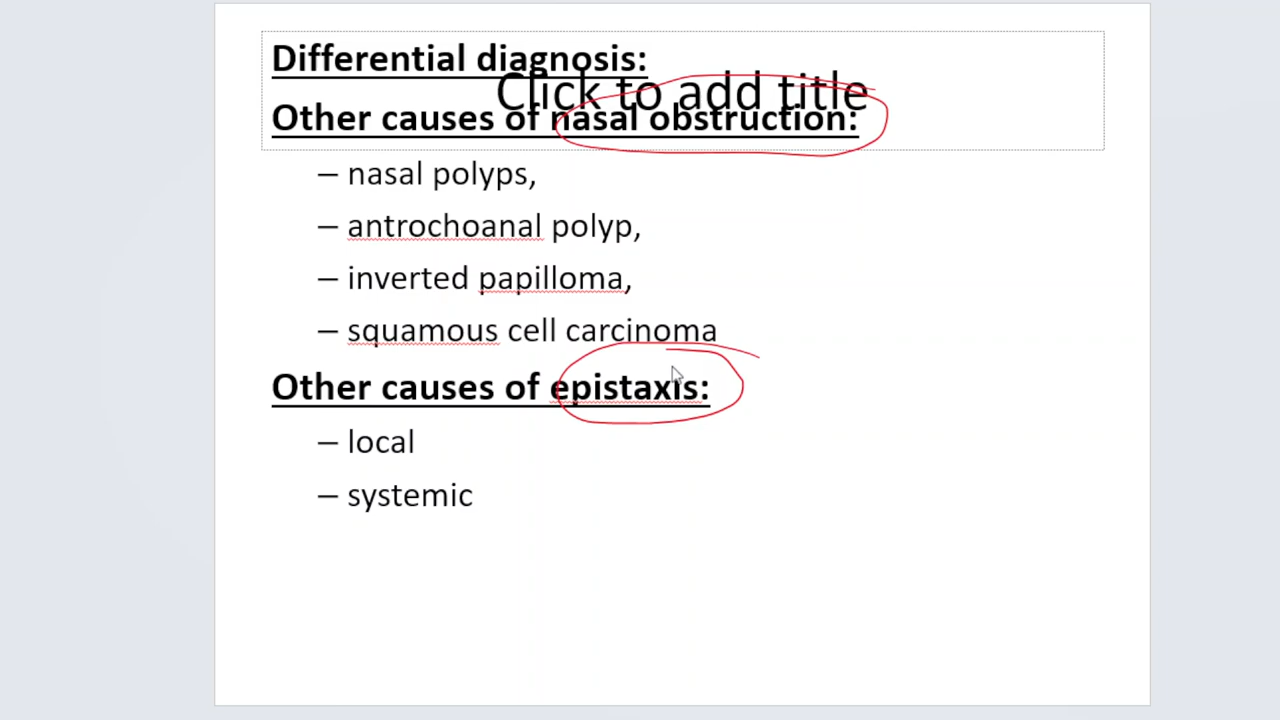 Differential diagnosis:
Click to add title
Other causes of nasal obstruction:
– nasal polyps,
– antrochoanal polyp,
– inverted papilloma,
– squamous cell carcinoma
Other causes of epistaxis:
– local
– systemic